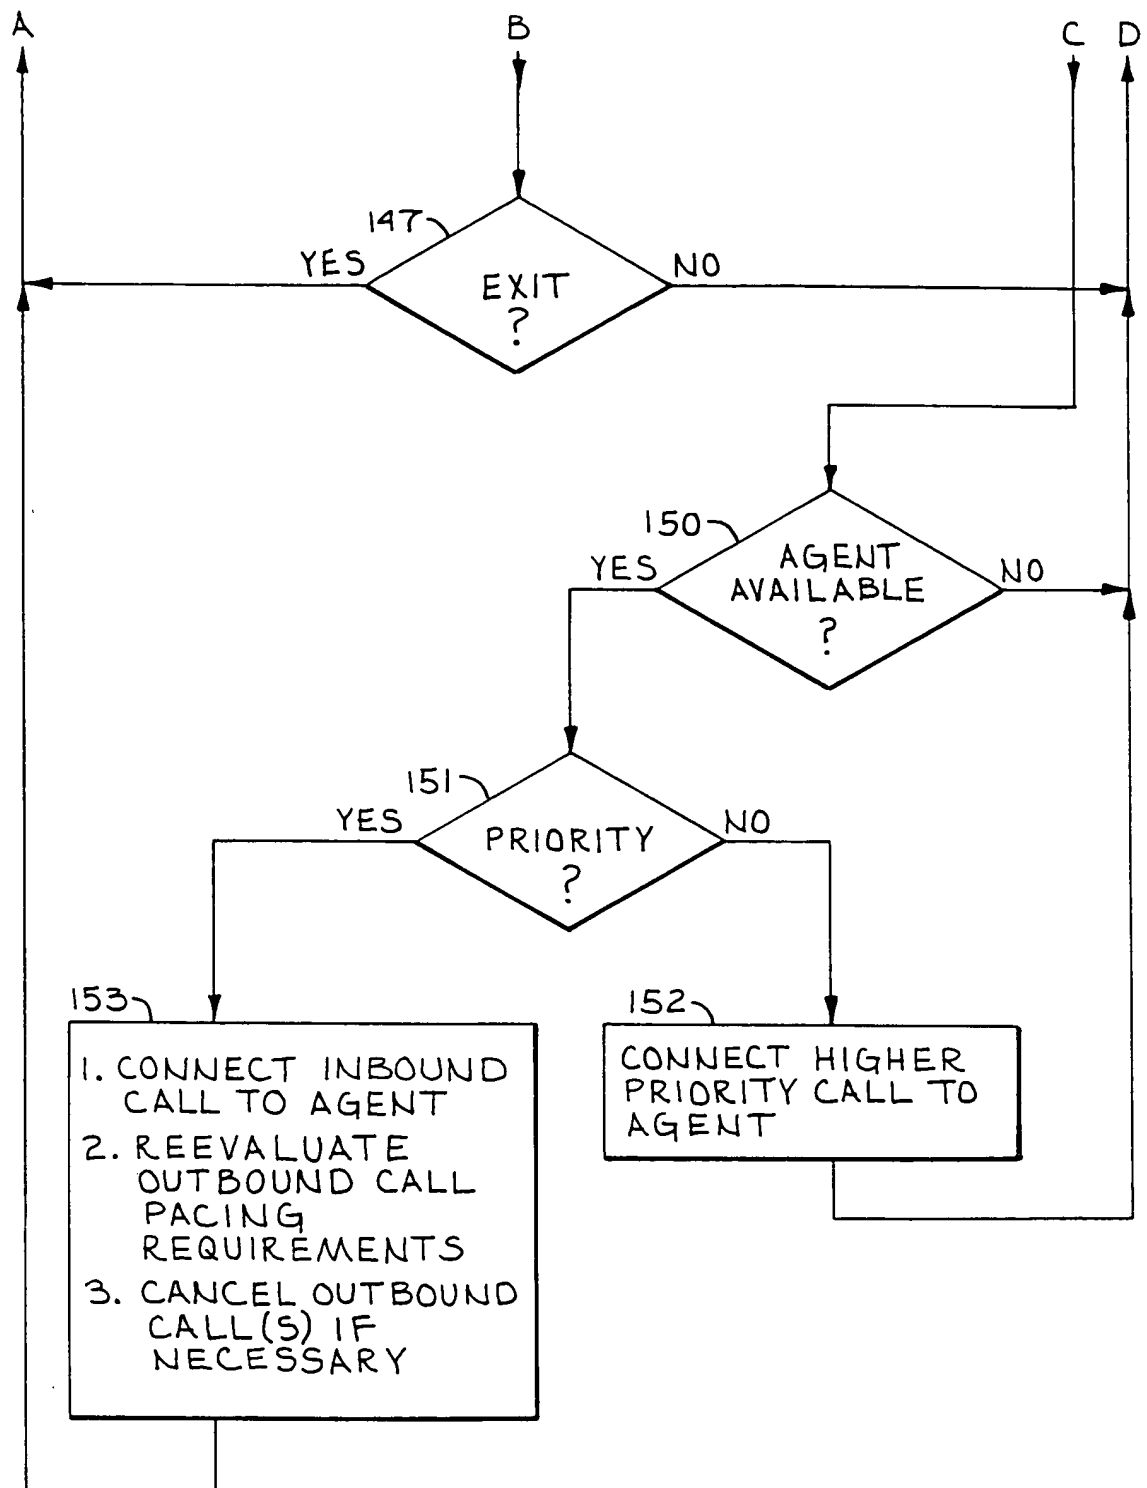 A
B
C
D
147
YES
NO
EXIT
?
150
YES
NO
AGENT
AVAILABLE
?
151
YES
NO
PRIORITY
?
153
1. CONNECT INBOUND
CALL TO AGENT
2. REEVALUATE
OUTBOUND CALL
PACING
REQUIREMENTS
3. CANCEL OUTBOUND
CALL(S) IF
NECESSARY
152
CONNECT HIGHER
PRIORITY CALL TO
AGENT